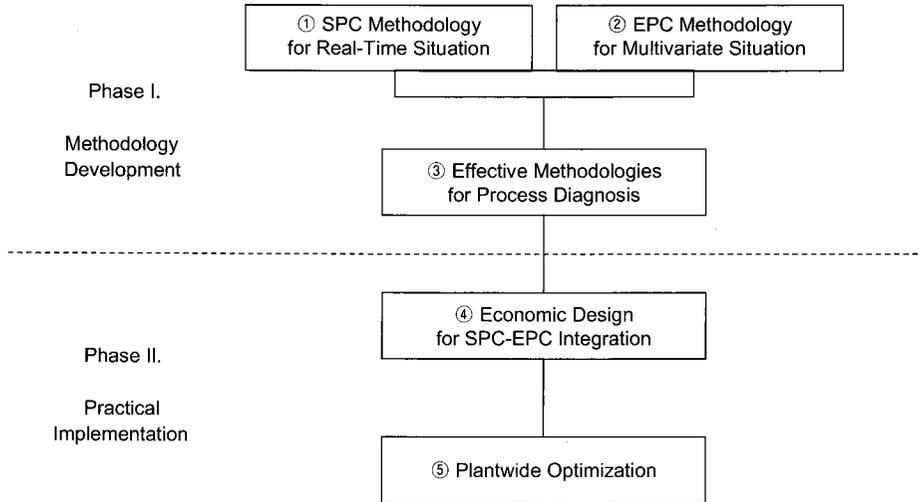 ① SPC Methodology
for Real-Time Situation
② EPC Methodology
for Multivariate Situation
Phase I.
Methodology
Development
③ Effective Methodologies
for Process Diagnosis
④ Economic Design
for SPC-EPC Integration
Phase II.
Practical
Implementation
⑤ Plantwide Optimization